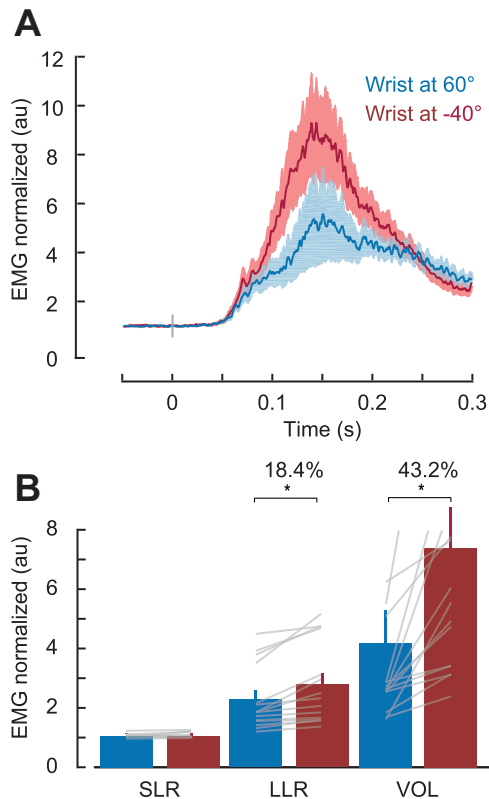 A
EMG normalized (au)
12
10
8
6
4
2
0
Wrist at 60°
Wrist at -40°
0 0.1 0.2 0.3
Time (s)
B
18.4% 43.2%
* *
EMG normalized (au)
8
6
4
2
0
SLR LLR VOL